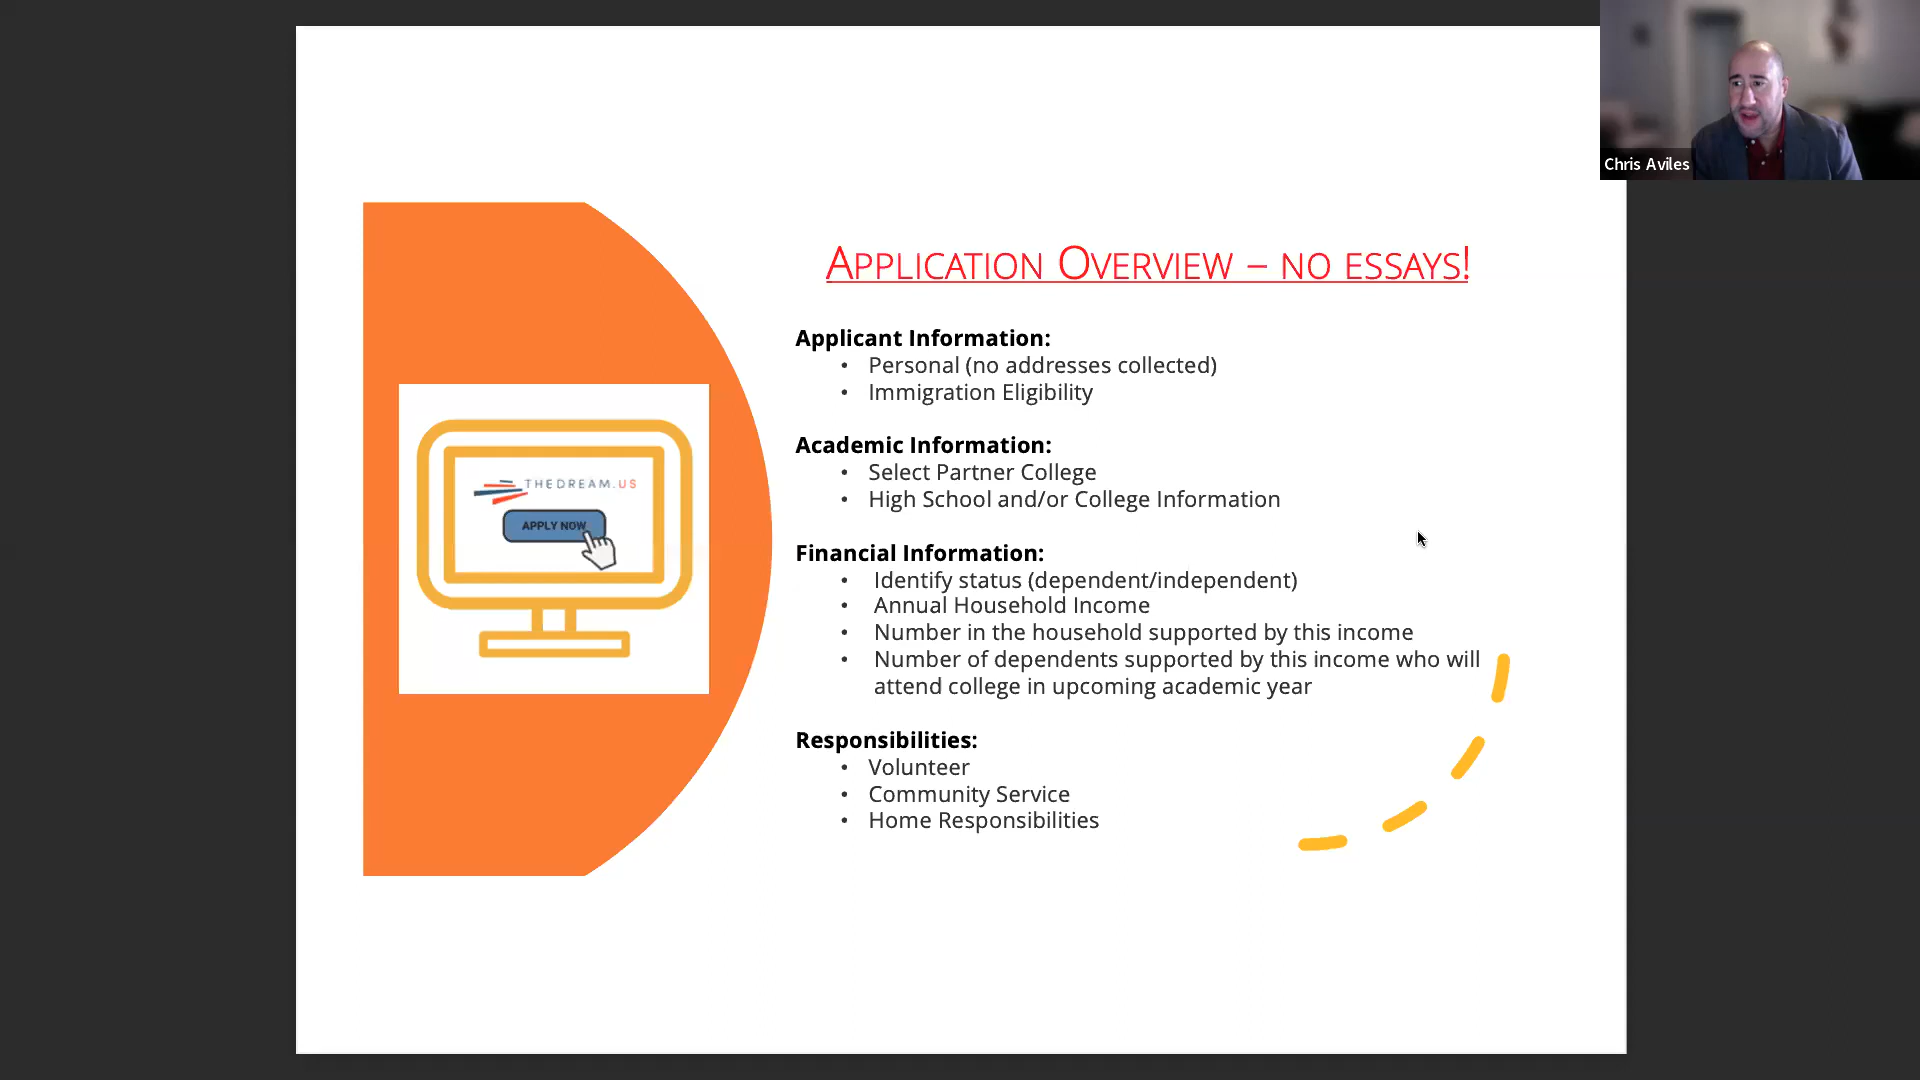 Chris Aviles
APPLICATION OVERVIEW – NO ESSAYS!
Applicant Information:
• Personal (no addresses collected)
• Immigration Eligibility
Academic Information:
• Select Partner College
• High School and/or College Information
Financial Information:
• Identify status (dependent/independent)
• Annual Household Income
• Number in the household supported by this income
• Number of dependents supported by this income who will
attend college in upcoming academic year
Responsibilities:
• Volunteer
• Community Service
• Home Responsibilities
THEDREAM.US
APPLY NOW